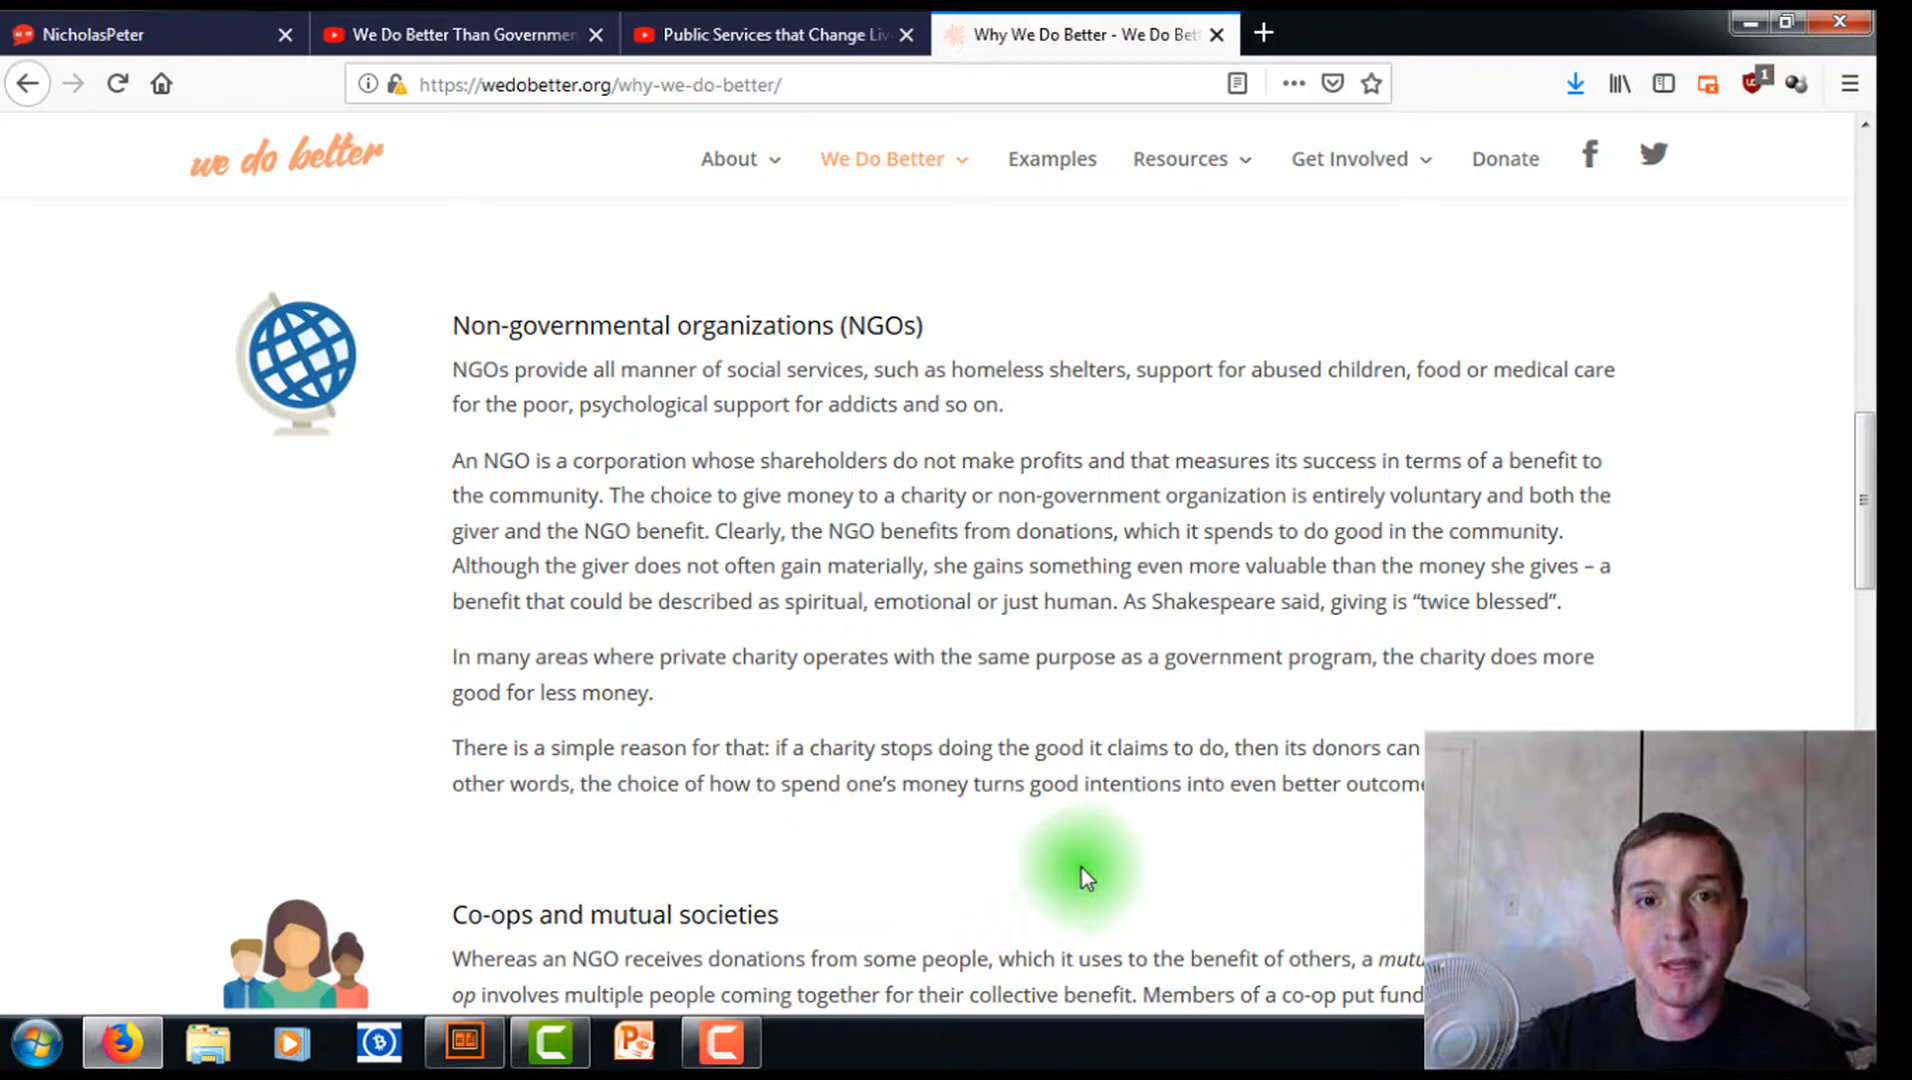 NicholasPeter
We Do Better Than Governmen
Public Services that Change Liv
Why We Do Better - We Do Bett
https://wedobetter.org/why-we-do-better/
1
we do better
About
We Do Better
Examples
Resources
Get Involved
Donate
Non-governmental organizations (NGOs)
NGOs provide all manner of social services, such as homeless shelters, support for abused children, food or medical care
for the poor, psychological support for addicts and so on.
An NGO is a corporation whose shareholders do not make profits and that measures its success in terms of a benefit to
the community. The choice to give money to a charity or non-government organization is entirely voluntary and both the
giver and the NGO benefit. Clearly, the NGO benefits from donations, which it spends to do good in the community.
Although the giver does not often gain materially, she gains something even more valuable than the money she gives – a
benefit that could be described as spiritual, emotional or just human. As Shakespeare said, giving is “twice blessed”.
In many areas where private charity operates with the same purpose as a government program, the charity does more
good for less money.
There is a simple reason for that: if a charity stops doing the good it claims to do, then its donors can
other words, the choice of how to spend one’s money turns good intentions into even better outcome
Co-ops and mutual societies
Whereas an NGO receives donations from some people, which it uses to the benefit of others, a mutu
op involves multiple people coming together for their collective benefit. Members of a co-op put fund